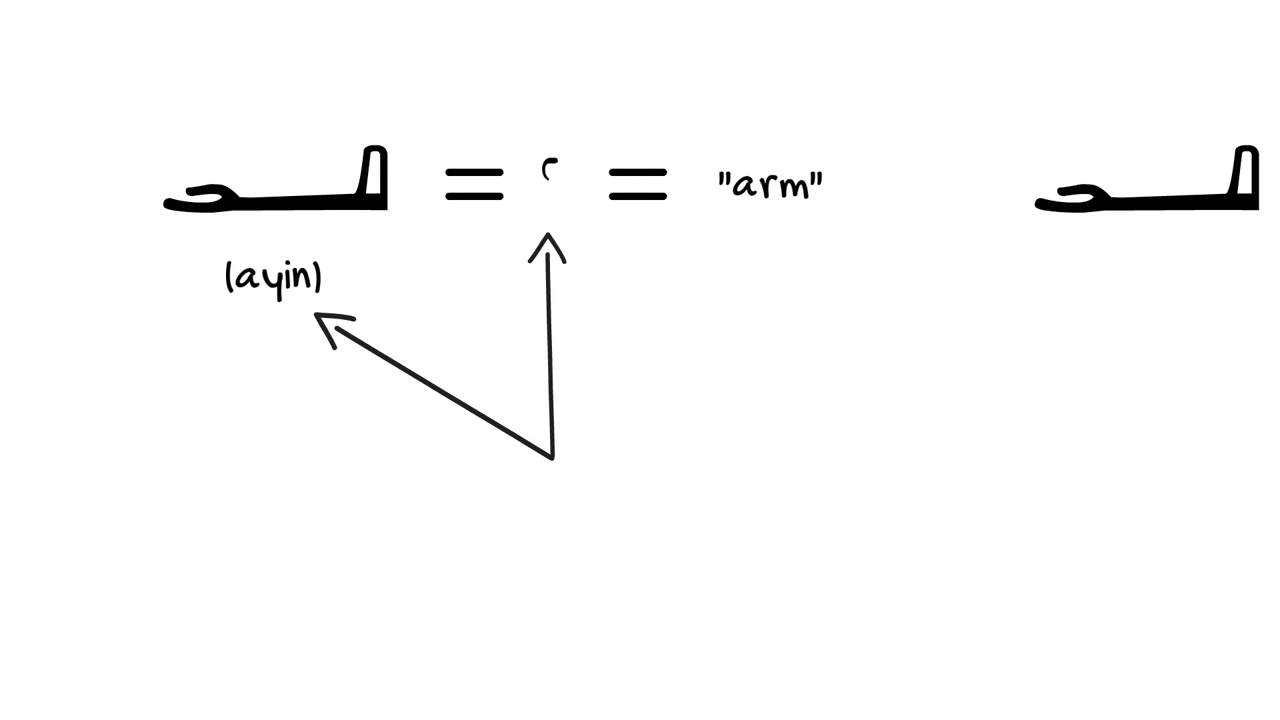 𓂝 = ꜥ = "arm" 𓂝
(ayin)